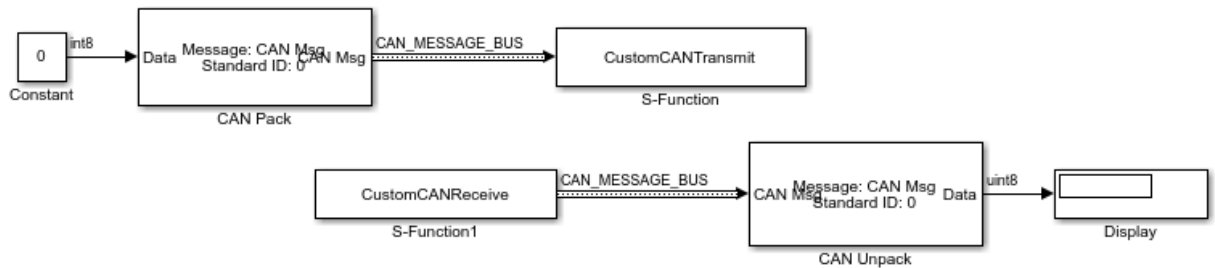 0
int8
Constant
Data
Message: CAN Msg
Standard ID: 0
CAN Msg
CAN Pack
CAN_MESSAGE_BUS
CustomCANTransmit
S-Function
CustomCANReceive
S-Function1
CAN_MESSAGE_BUS
CAN Msg
Message: CAN Msg
Standard ID: 0
Data
CAN Unpack
uint8
Display